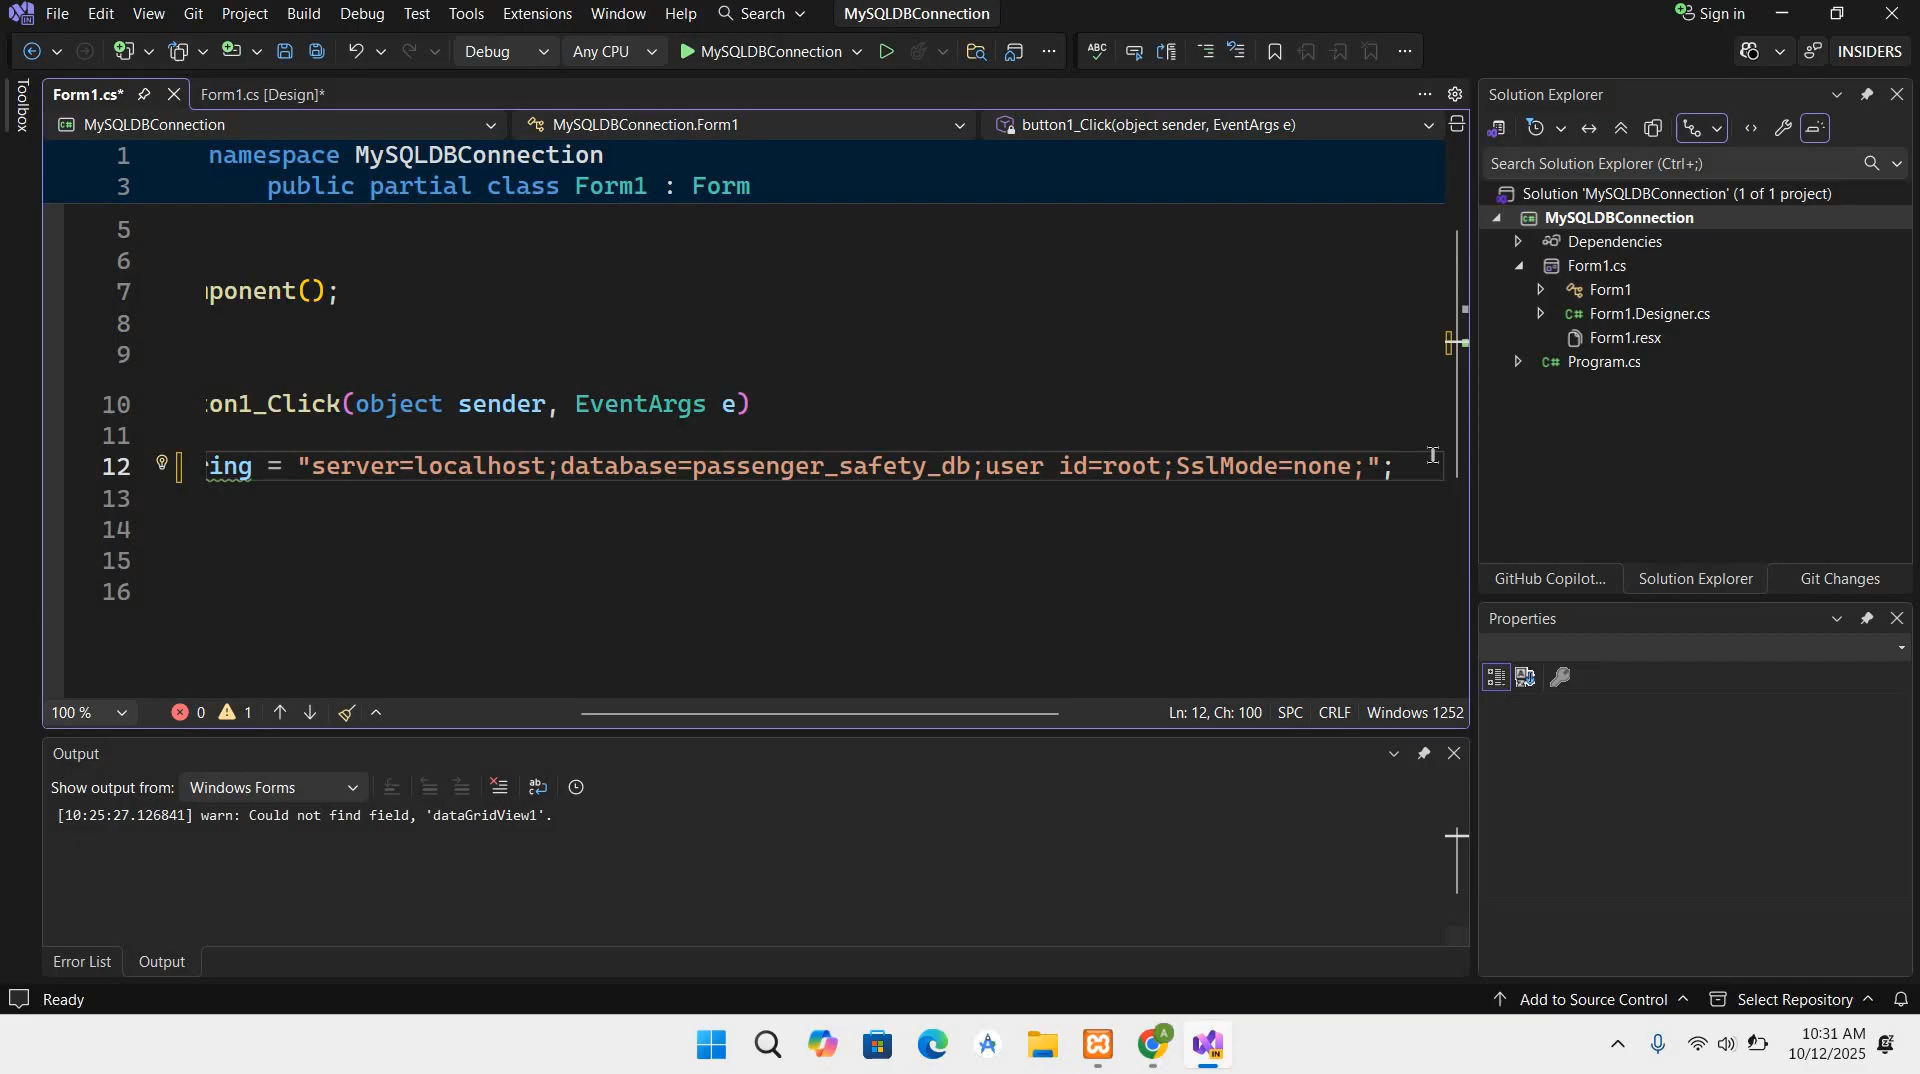 File Edit View Git Project Build Debug Test Tools Extensions Window Help Search MySQLDBConnection Sign in
Debug Any CPU MySQLDBConnection INSIDERS
Toolbox
Form1.cs* Form1.cs [Design]*
MySQLDBConnection MySQLDBConnection.Form1 button1_Click(object sender, EventArgs e)
1 namespace MySQLDBConnection
3 public partial class Form1 : Form
5
6
7 ponent();
8
9
10 on1_Click(object sender, EventArgs e)
11
12 ing = "server=localhost;database=passenger_safety_db;user id=root;SslMode=none;";
13
14
15
16
100 % 0 1 Ln: 12, Ch: 100 SPC CRLF Windows 1252
Output
Show output from: Windows Forms
[10:25:27.126841] warn: Could not find field, 'dataGridView1'.
Error List Output
Solution Explorer
Search Solution Explorer (Ctrl+;)
Solution 'MySQLDBConnection' (1 of 1 project)
MySQLDBConnection
Dependencies
Form1.cs
Form1
C# Form1.Designer.cs
Form1.resx
C# Program.cs
GitHub Copilot... Solution Explorer Git Changes
Properties
Ready Add to Source Control Select Repository
10:31 AM
10/12/2025